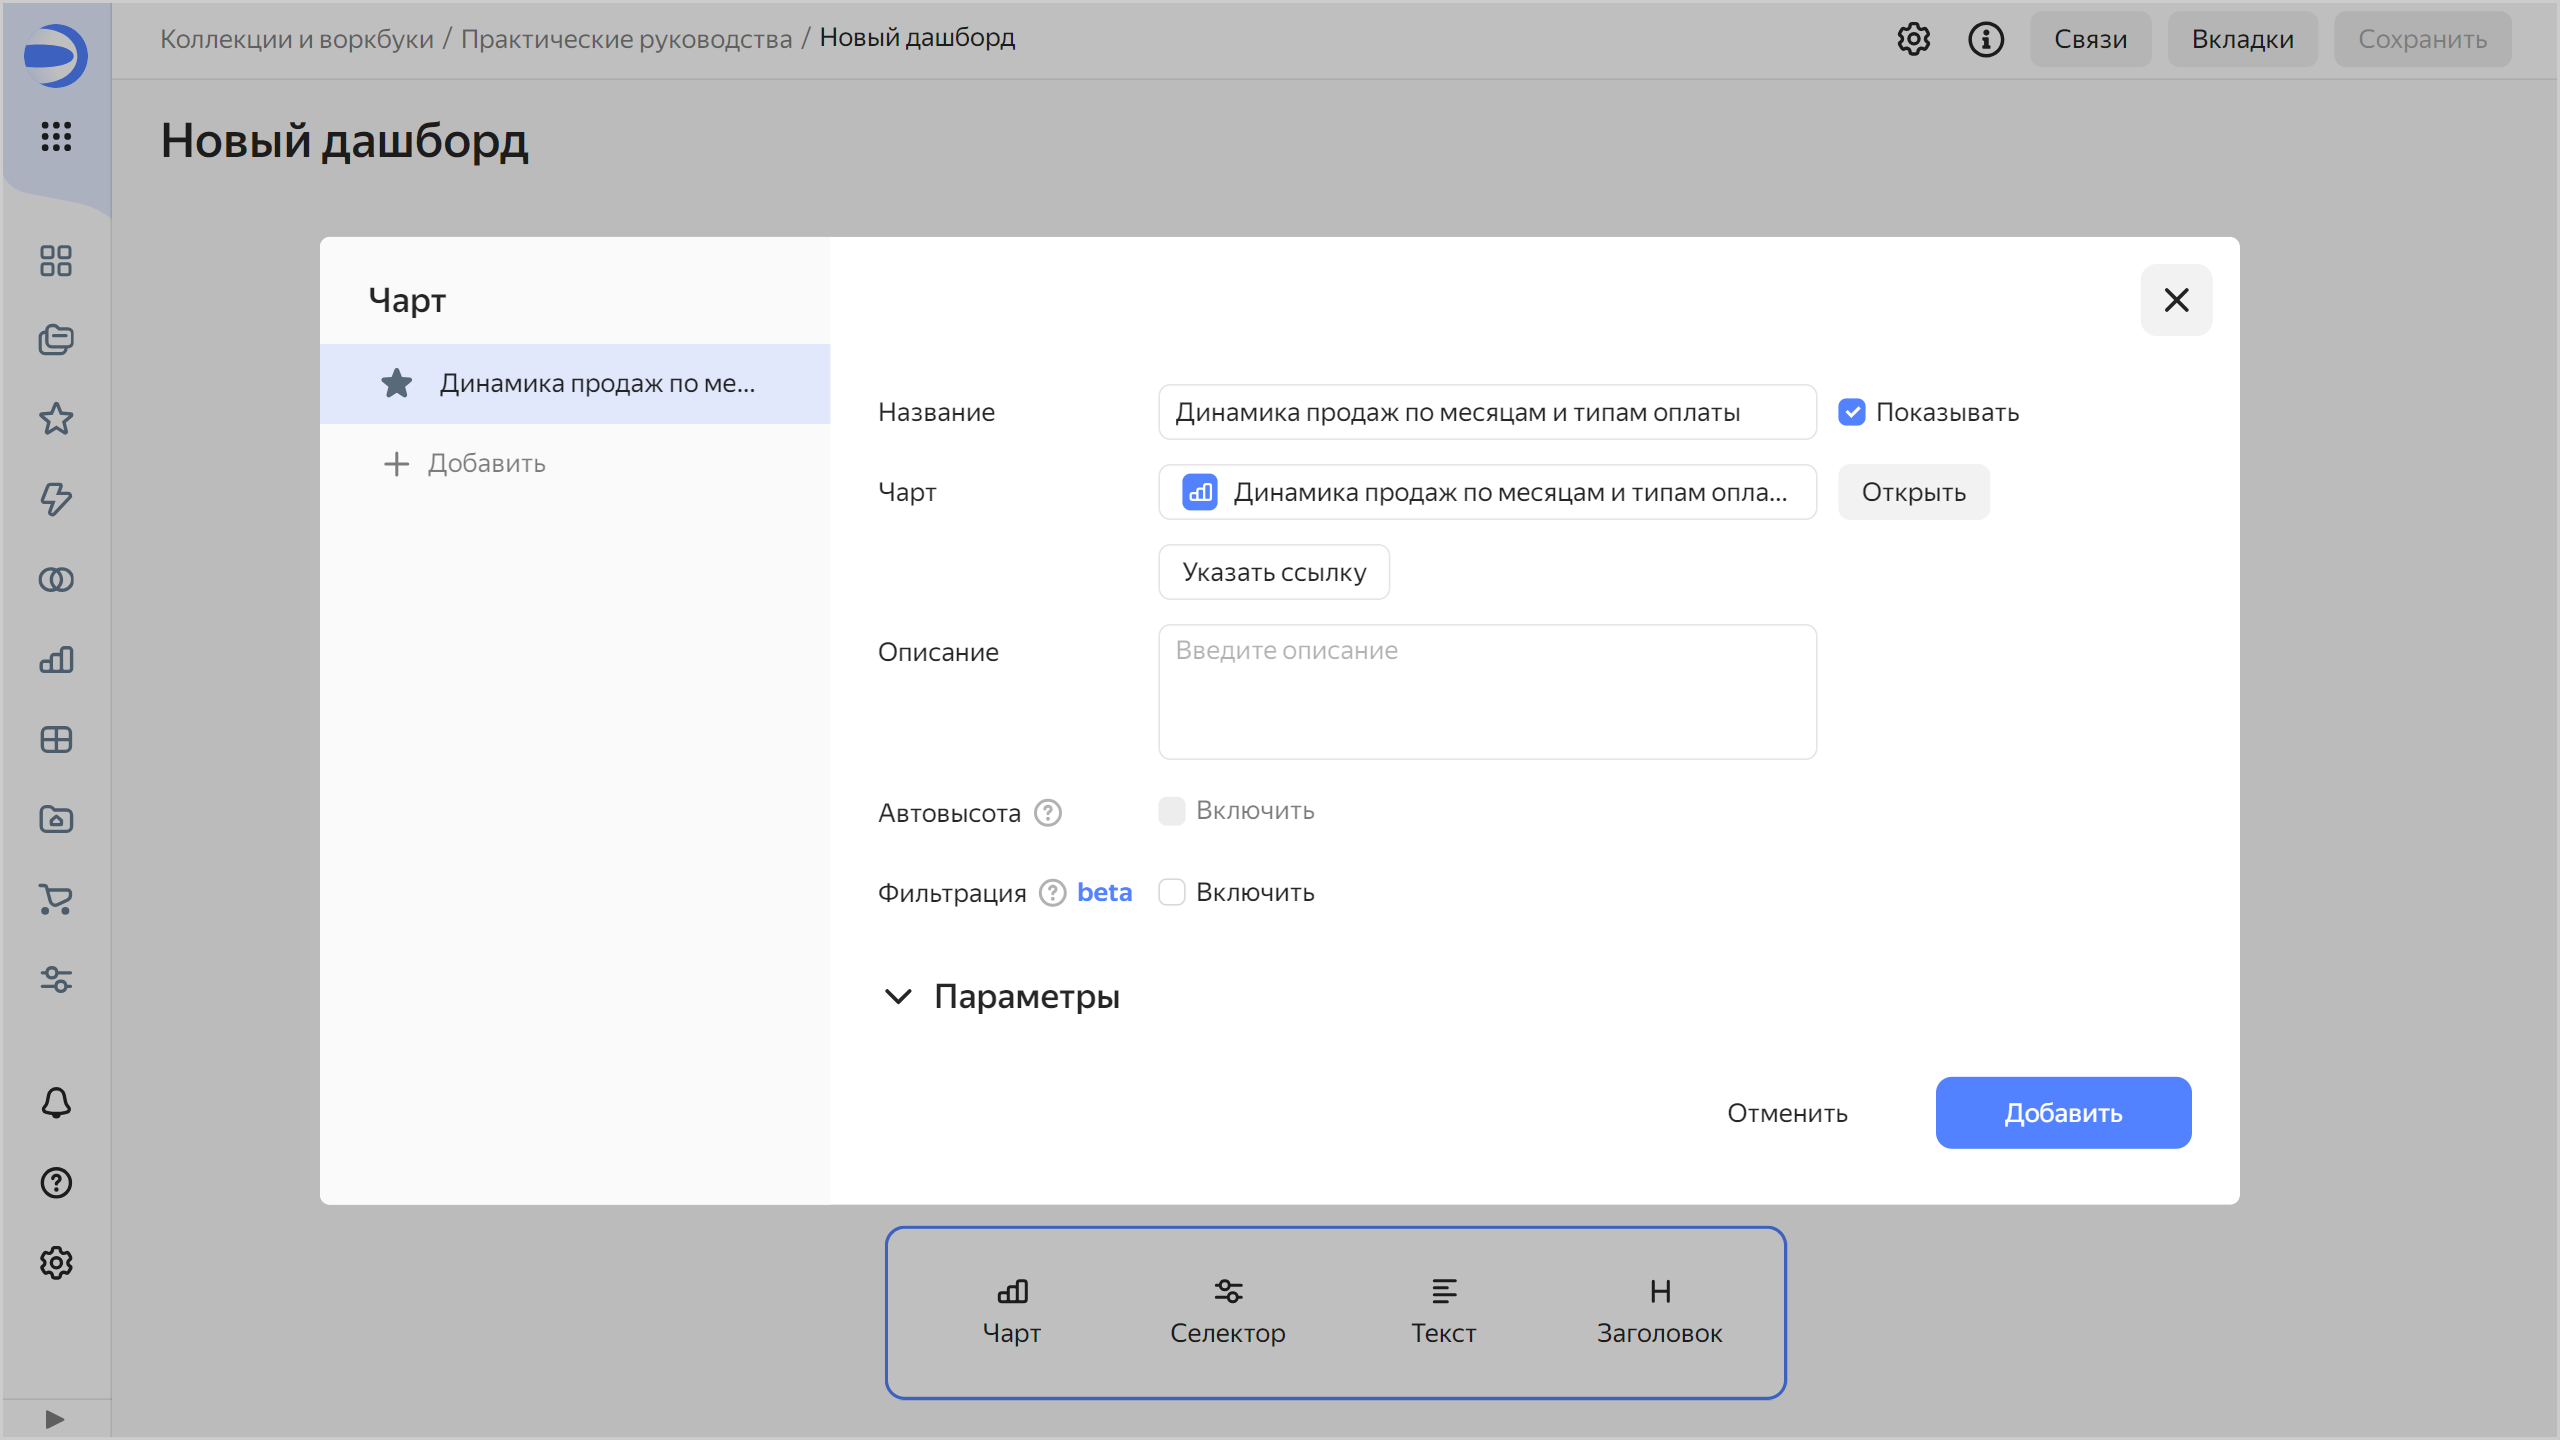 Коллекции и воркбуки / Практические руководства / Новый дашборд
Связи
Вкладки
Сохранить
Новый дашборд
Чарт
Динамика продаж по ме...
Добавить
Название
Динамика продаж по месяцам и типам оплаты
Показывать
Чарт
Динамика продаж по месяцам и типам опла...
Открыть
Указать ссылку
Описание
Введите описание
Автовысота
Включить
Фильтрация beta
Включить
Параметры
Отменить
Добавить
Чарт
Селектор
Текст
H
Заголовок